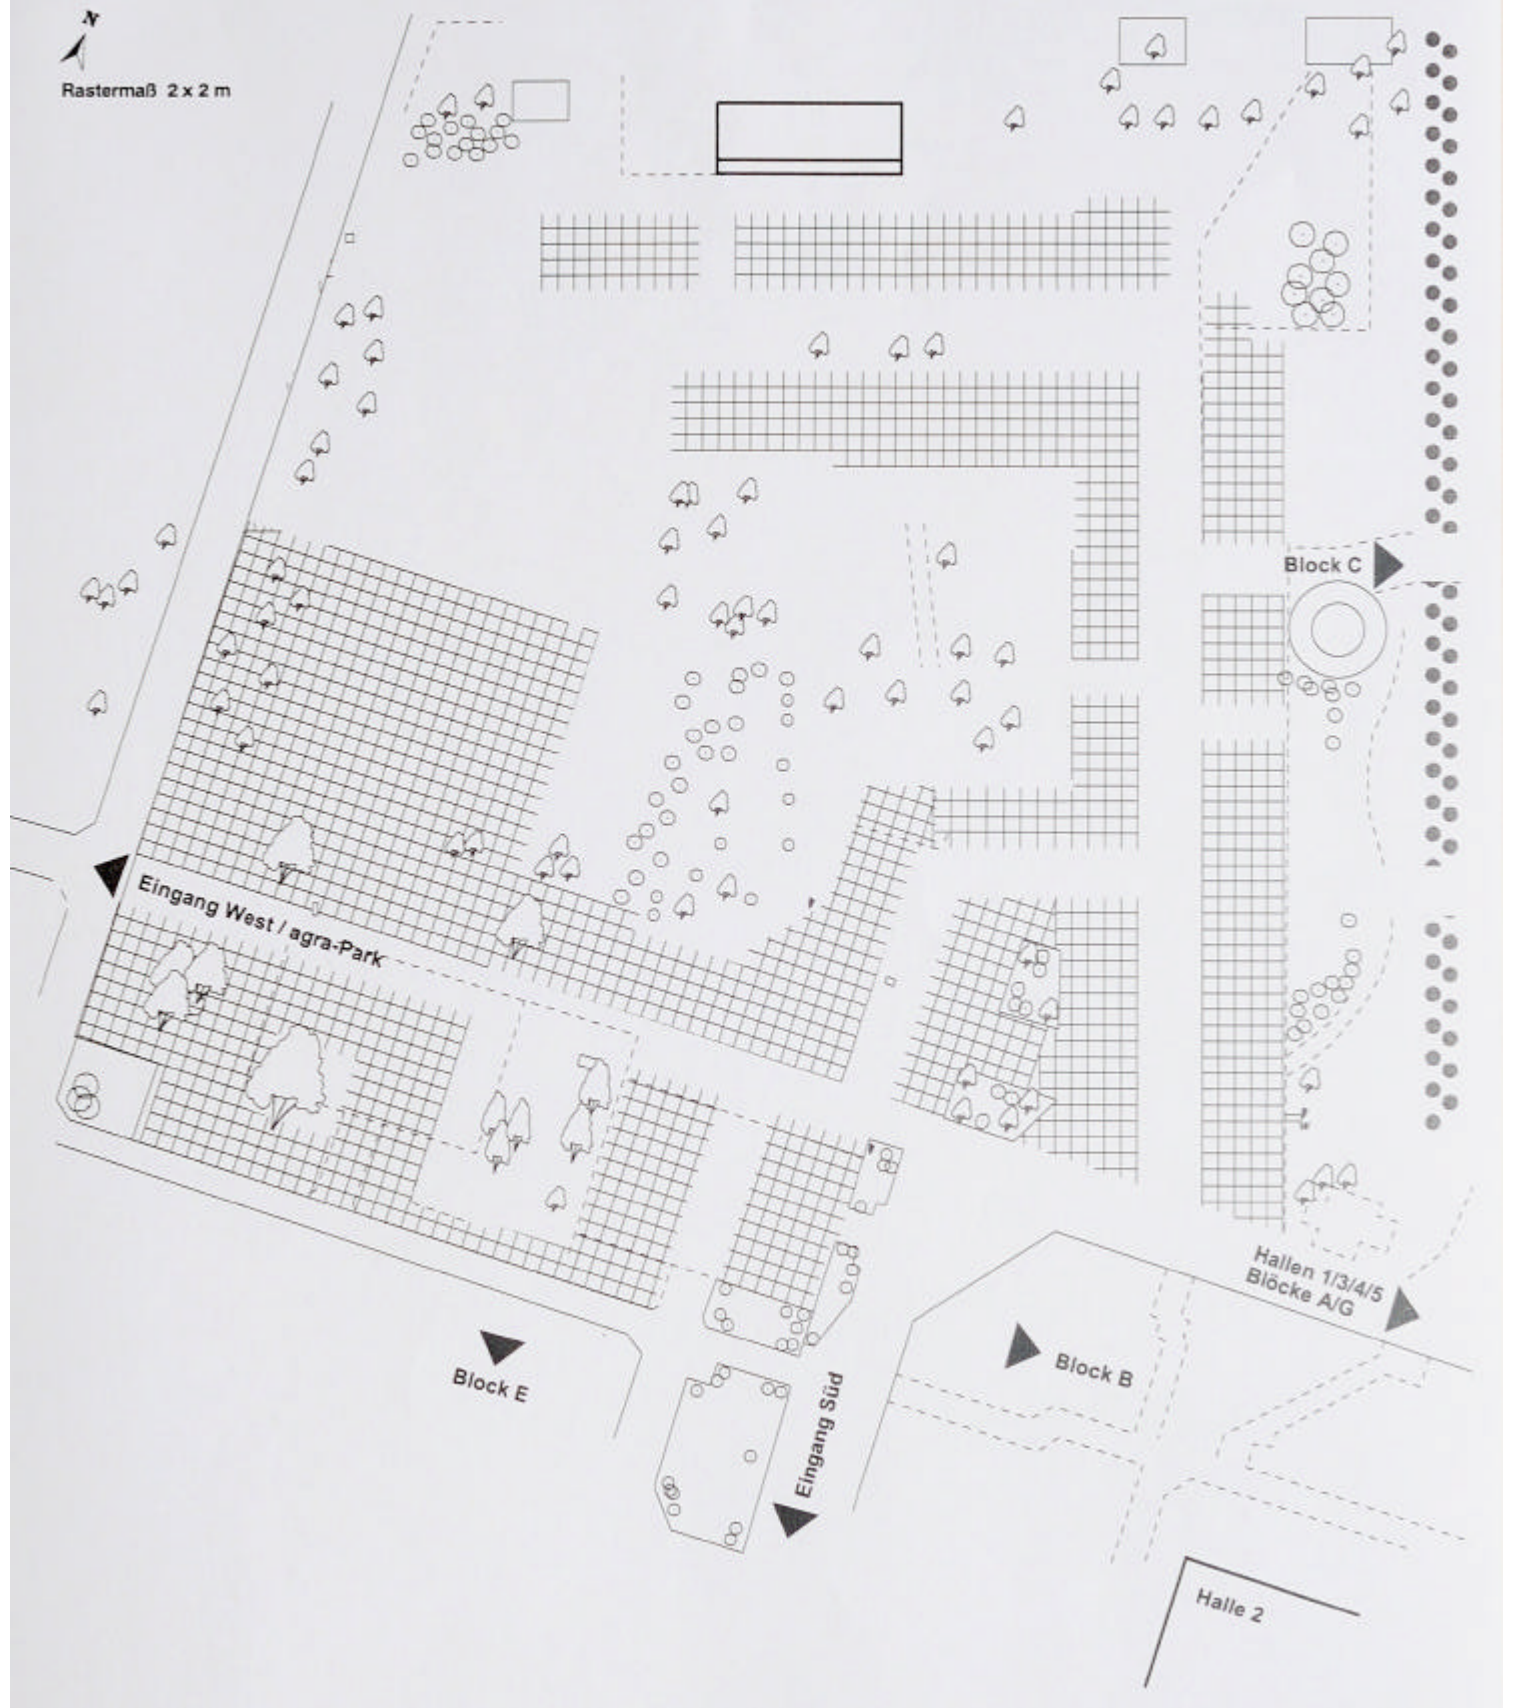 N
Rastermaß 2 x 2 m
Block C
Eingang West / agra-Park
Hallen 1/3/4/5
Blöcke A/G
Block B
Block E
Eingang Süd
Halle 2